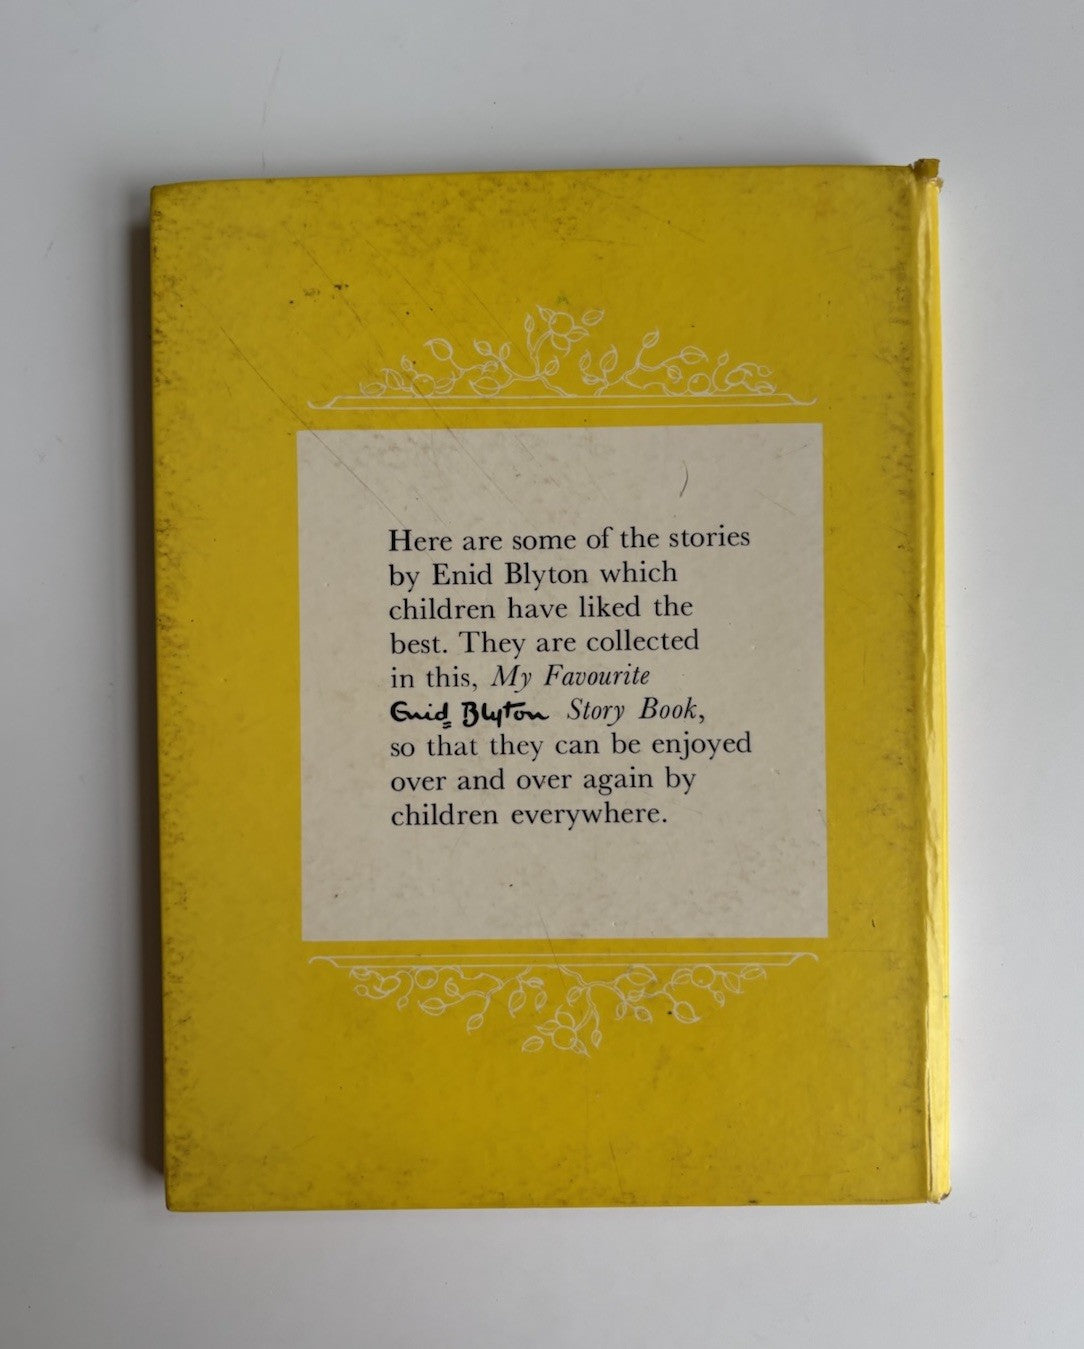 Here are some of the stories
by Enid Blyton which
children have liked the
best. They are collected
in this, My Favourite
Enid Blyton Story Book,
so that they can be enjoyed
over and over again by
children everywhere.